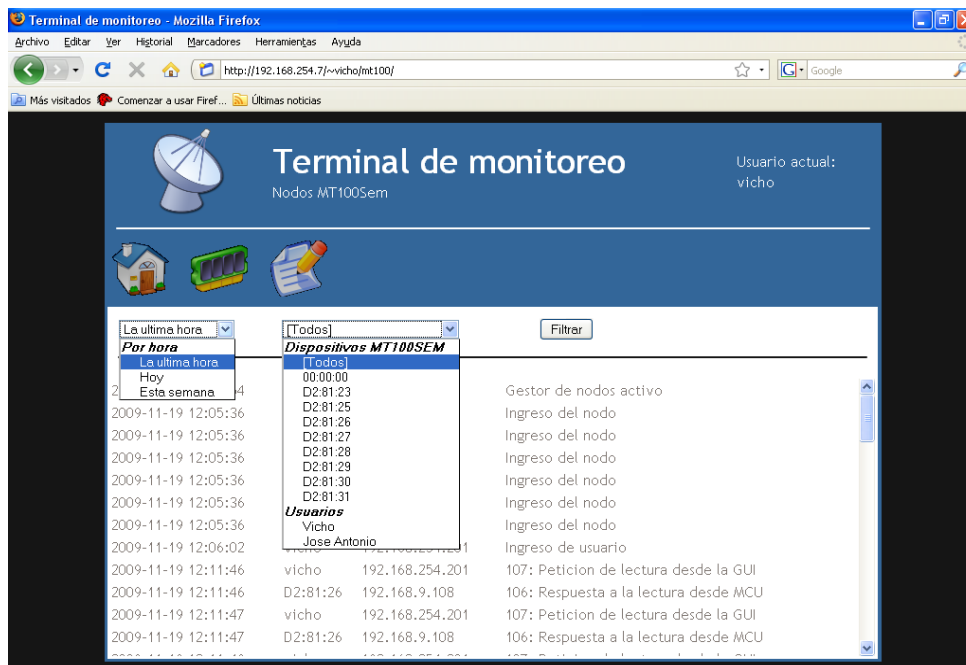 Terminal de monitoreo - Mozilla Firefox
Archivo Editar Ver Historial Marcadores Herramientas Ayuda
http://192.168.254.7/~vicho/mt100/
G Google
Más visitados Comenzar a usar Firef... Últimas noticias
Terminal de monitoreo
Nodos MT100Sem
Usuario actual:
vicho
La ultima hora [Todos] Filtrar
Por hora
La ultima hora
Hoy
Esta semana
Dispositivos MT100SEM
[Todos]
00:00:00
D2:81:23
D2:81:25
D2:81:26
D2:81:27
D2:81:28
D2:81:29
D2:81:30
D2:81:31
Usuarios
Vicho
Jose Antonio
Gestor de nodos activo
2009-11-19 12:05:36 Ingreso del nodo
2009-11-19 12:05:36 Ingreso del nodo
2009-11-19 12:05:36 Ingreso del nodo
2009-11-19 12:05:36 Ingreso del nodo
2009-11-19 12:05:36 Ingreso del nodo
2009-11-19 12:05:36 Ingreso del nodo
2009-11-19 12:06:02 vicho 192.168.254.201 Ingreso de usuario
2009-11-19 12:11:46 vicho 192.168.254.201 107: Peticion de lectura desde la GUI
2009-11-19 12:11:46 D2:81:26 192.168.9.108 106: Respuesta a la lectura desde MCU
2009-11-19 12:11:47 vicho 192.168.254.201 107: Peticion de lectura desde la GUI
2009-11-19 12:11:47 D2:81:26 192.168.9.108 106: Respuesta a la lectura desde MCU